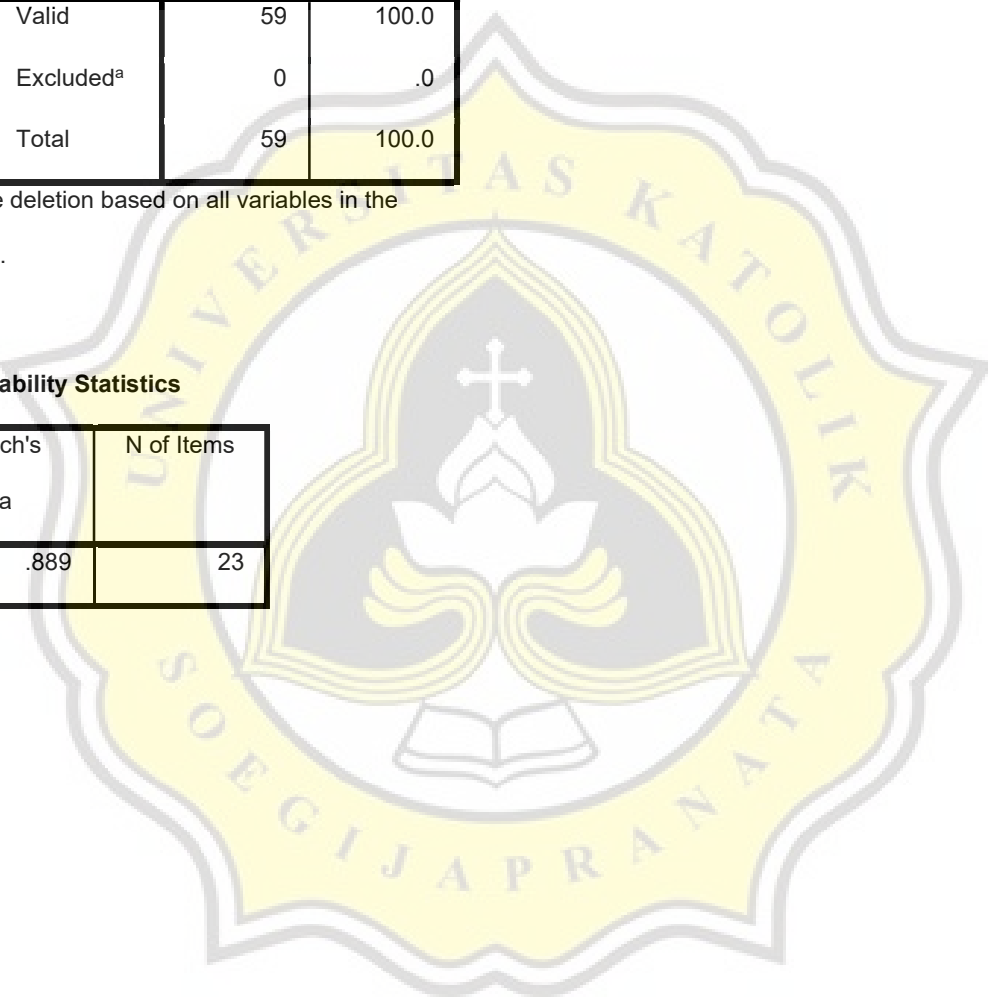 Valid 59 100.0
Excludedᵃ 0 .0
Total 59 100.0
e deletion based on all variables in the
.
ability Statistics
ch's N of Items
a
.889 23
UNIVERSITAS KATOLIK
SOEGIJAPRANATA